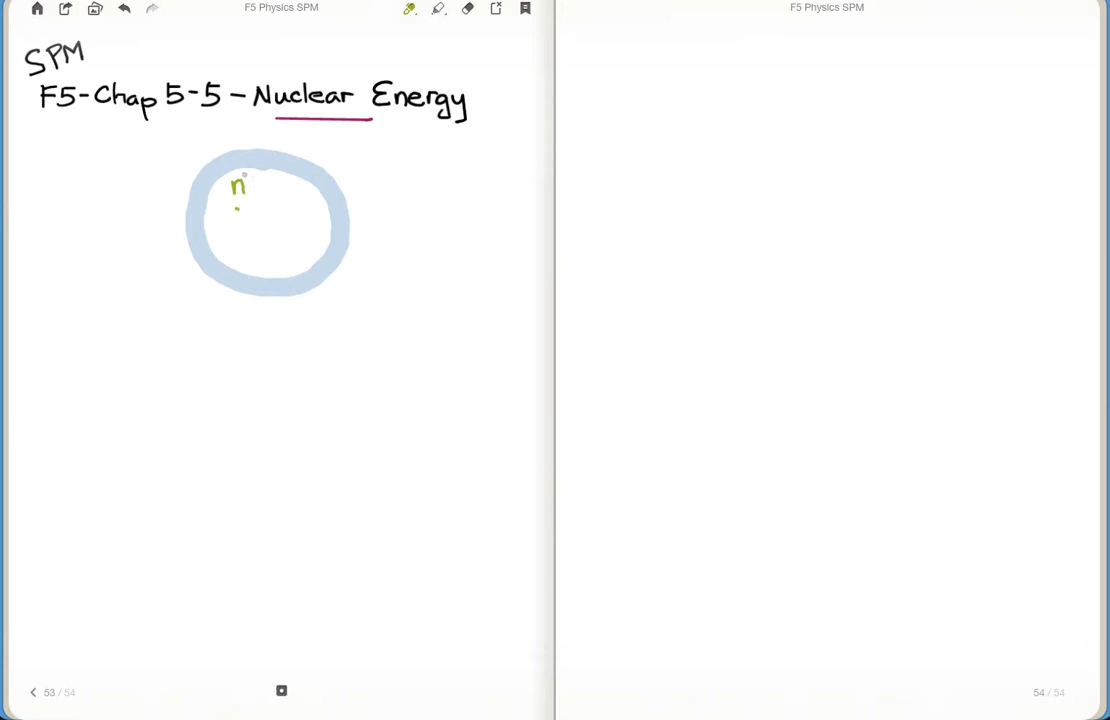 F5 Physics SPM
SPM
F5-Chap 5-5 - Nuclear Energy
n
53 / 54
F5 Physics SPM
54 / 54